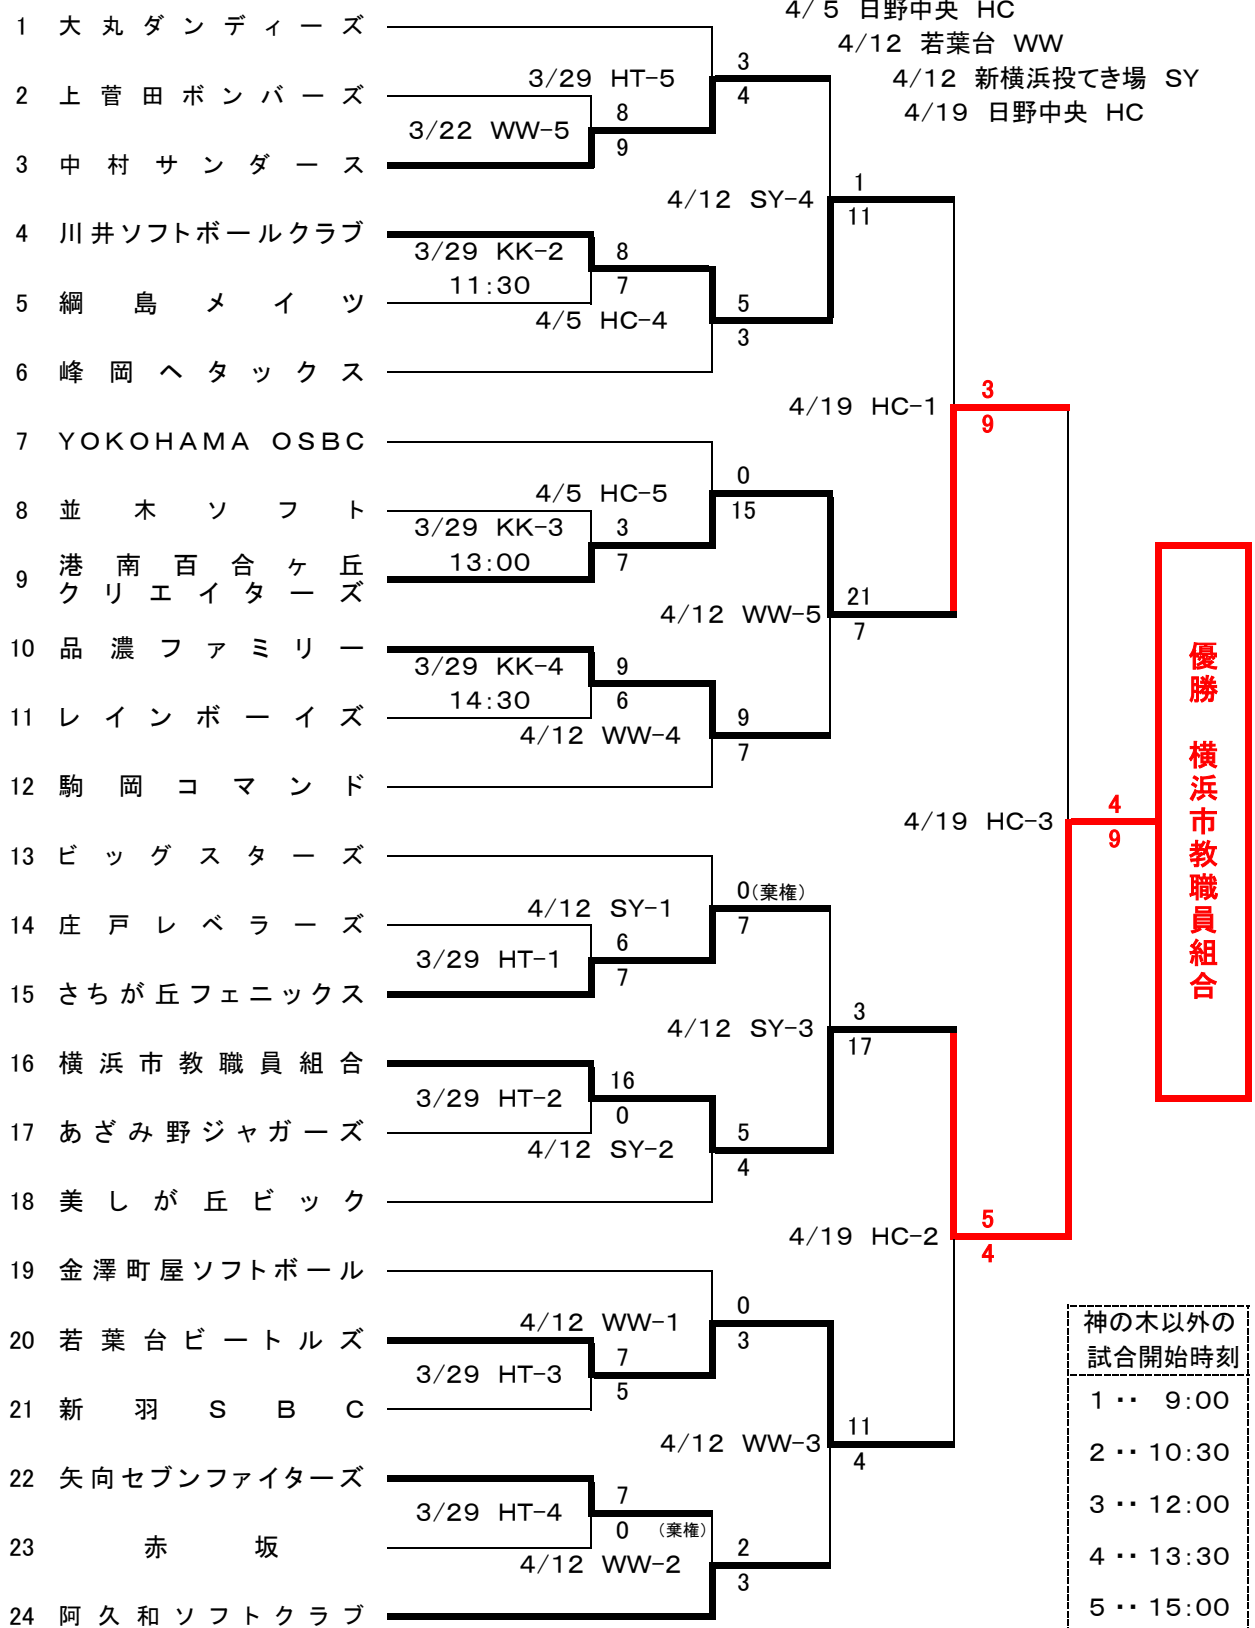 4/ 5 日野中央 HC
4/12 若葉台 WW
4/12 新横浜投てき場 SY
4/19 日野中央 HC
1 大丸ダンディーズ
3
4
3/29 HT-5
2 上菅田ボンバーズ
8
3/22 WW-5
9
3 中村サンダース
4/12 SY-4
1
11
4 川井ソフトボールクラブ
3/29 KK-2
11:30
8
7
5 綱島メイツ
4/5 HC-4
5
3
6 峰岡ヘタックス
4/19 HC-1
3
9
7 YOKOHAMA OSBC
0
15
4/5 HC-5
8 並木ソフト
3/29 KK-3
13:00
3
7
9 港南百合ヶ丘
クリエイターズ
4/12 WW-5
21
7
10 品濃ファミリー
3/29 KK-4
14:30
9
6
11 レインボーイズ
4/12 WW-4
9
7
12 駒岡コマンド
4/19 HC-3
4
9
優勝 横浜市教職員組合
13 ビッグスターズ
0(棄権)
7
4/12 SY-1
14 庄戸レベラーズ
6
3/29 HT-1
7
15 さちが丘フェニックス
4/12 SY-3
3
17
16 横浜市教職員組合
16
3/29 HT-2
0
17 あざみ野ジャガーズ
4/12 SY-2
5
4
18 美しが丘ビック
4/19 HC-2
5
4
19 金澤町屋ソフトボール
0
3
4/12 WW-1
20 若葉台ビートルズ
7
3/29 HT-3
5
21 新羽SBC
4/12 WW-3
11
4
22 矢向セブンファイターズ
7
3/29 HT-4
0 (棄権)
23 赤坂
4/12 WW-2
2
3
24 阿久和ソフトクラブ
神の木以外の
試合開始時刻
1 ‥ 9:00
2 ‥ 10:30
3 ‥ 12:00
4 ‥ 13:30
5 ‥ 15:00